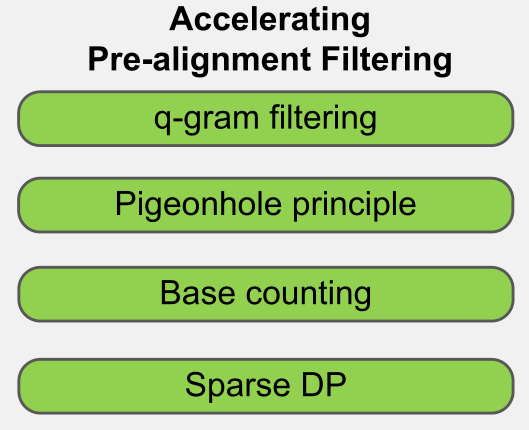 Accelerating
Pre-alignment Filtering
q-gram filtering
Pigeonhole principle
Base counting
Sparse DP